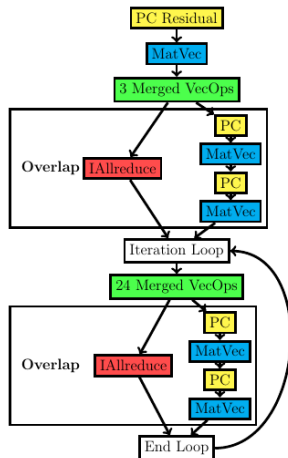 PC Residual
MatVec
3 Merged VecOps
PC
MatVec
Overlap
IAllreduce
PC
MatVec
Iteration Loop
24 Merged VecOps
PC
MatVec
Overlap
IAllreduce
PC
MatVec
End Loop